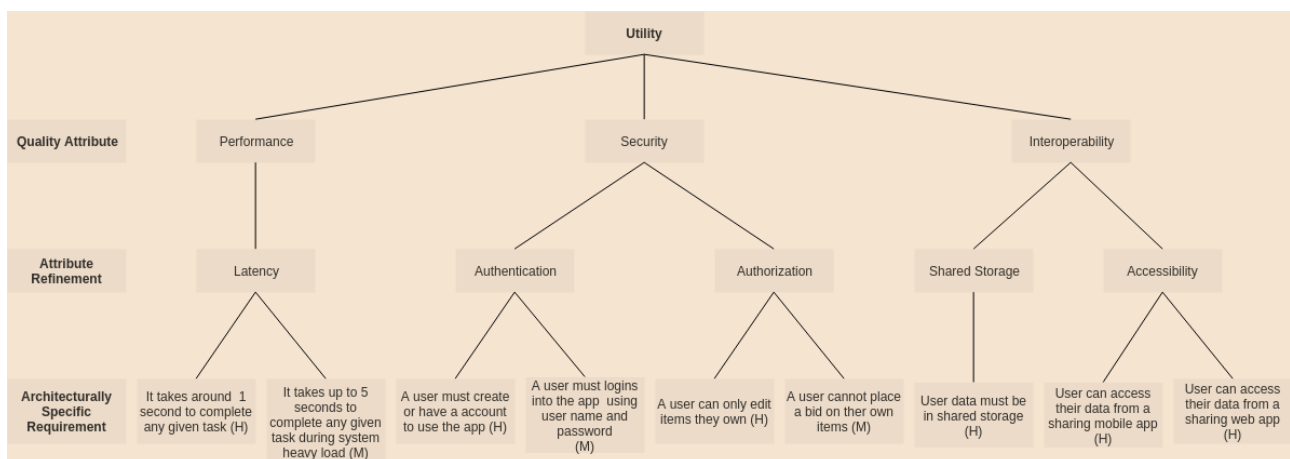 Utility
Quality Attribute
Performance
Security
Interoperability
Attribute
Refinement
Latency
Authentication
Authorization
Shared Storage
Accessibility
Architecturally
Specific
Requirement
It takes around 1
second to complete
any given task (H)
It takes up to 5
seconds to
complete any given
task during system
heavy load (M)
A user must create
or have a account
to use the app (H)
A user must logins
into the app using
user name and
password
(M)
A user can only edit
items they own (H)
A user cannot place
a bid on ther own
items (M)
User data must be
in shared storage
(H)
User can access
their data from a
sharing mobile app
(H)
User can access
their data from a
sharing web app
(H)